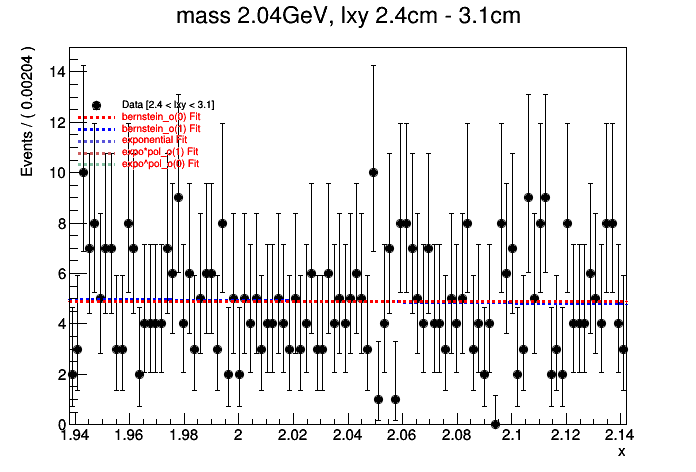 mass 2.04GeV, lxy 2.4cm - 3.1cm
Events / ( 0.00204 )
14
12
10
8
6
4
2
0
Data [2.4 < lxy < 3.1]
bernstein_o(0) Fit
bernstein_o(1) Fit
exponential Fit
expo*pol_o(1) Fit
expo*pol_o(0) Fit
1.94 1.96 1.98 2 2.02 2.04 2.06 2.08 2.1 2.12 2.14
x